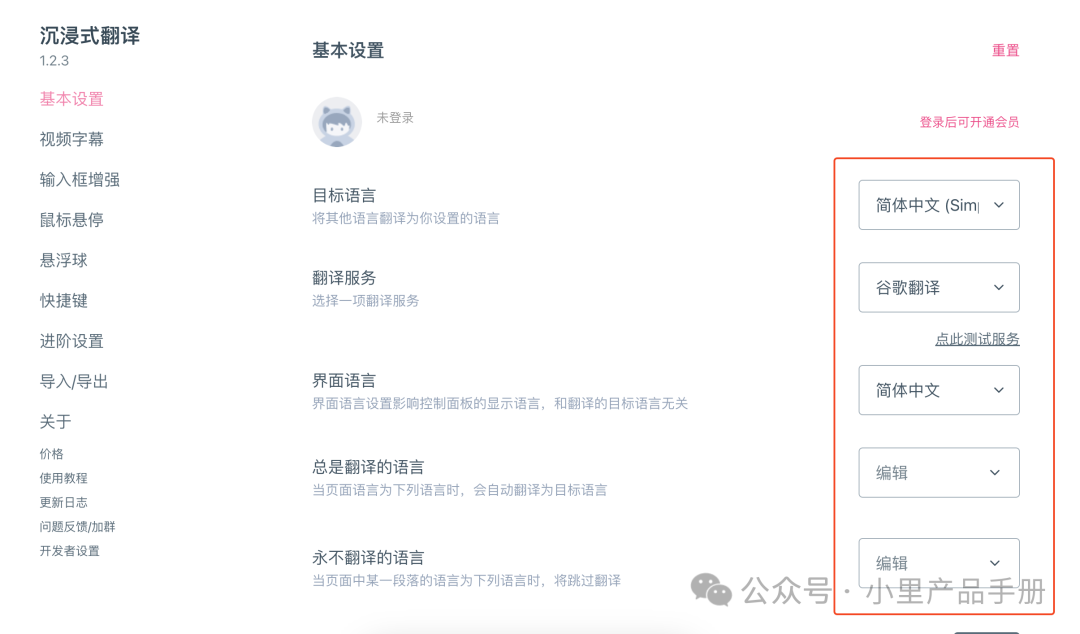 沉浸式翻译
1.2.3
基本设置
视频字幕
输入框增强
鼠标悬停
悬浮球
快捷键
进阶设置
导入/导出
关于
价格
使用教程
更新日志
问题反馈/加群
开发者设置
基本设置
重置
未登录
登录后可开通会员
目标语言
将其他语言翻译为你设置的语言
简体中文 (Sim
翻译服务
选择一项翻译服务
谷歌翻译
点此测试服务
界面语言
界面语言设置影响控制面板的显示语言，和翻译的目标语言无关
简体中文
总是翻译的语言
当页面语言为下列语言时，会自动翻译为目标语言
编辑
永不翻译的语言
当页面中某一段落的语言为下列语言时，将跳过翻译
编辑
公众号 · 小里产品手册